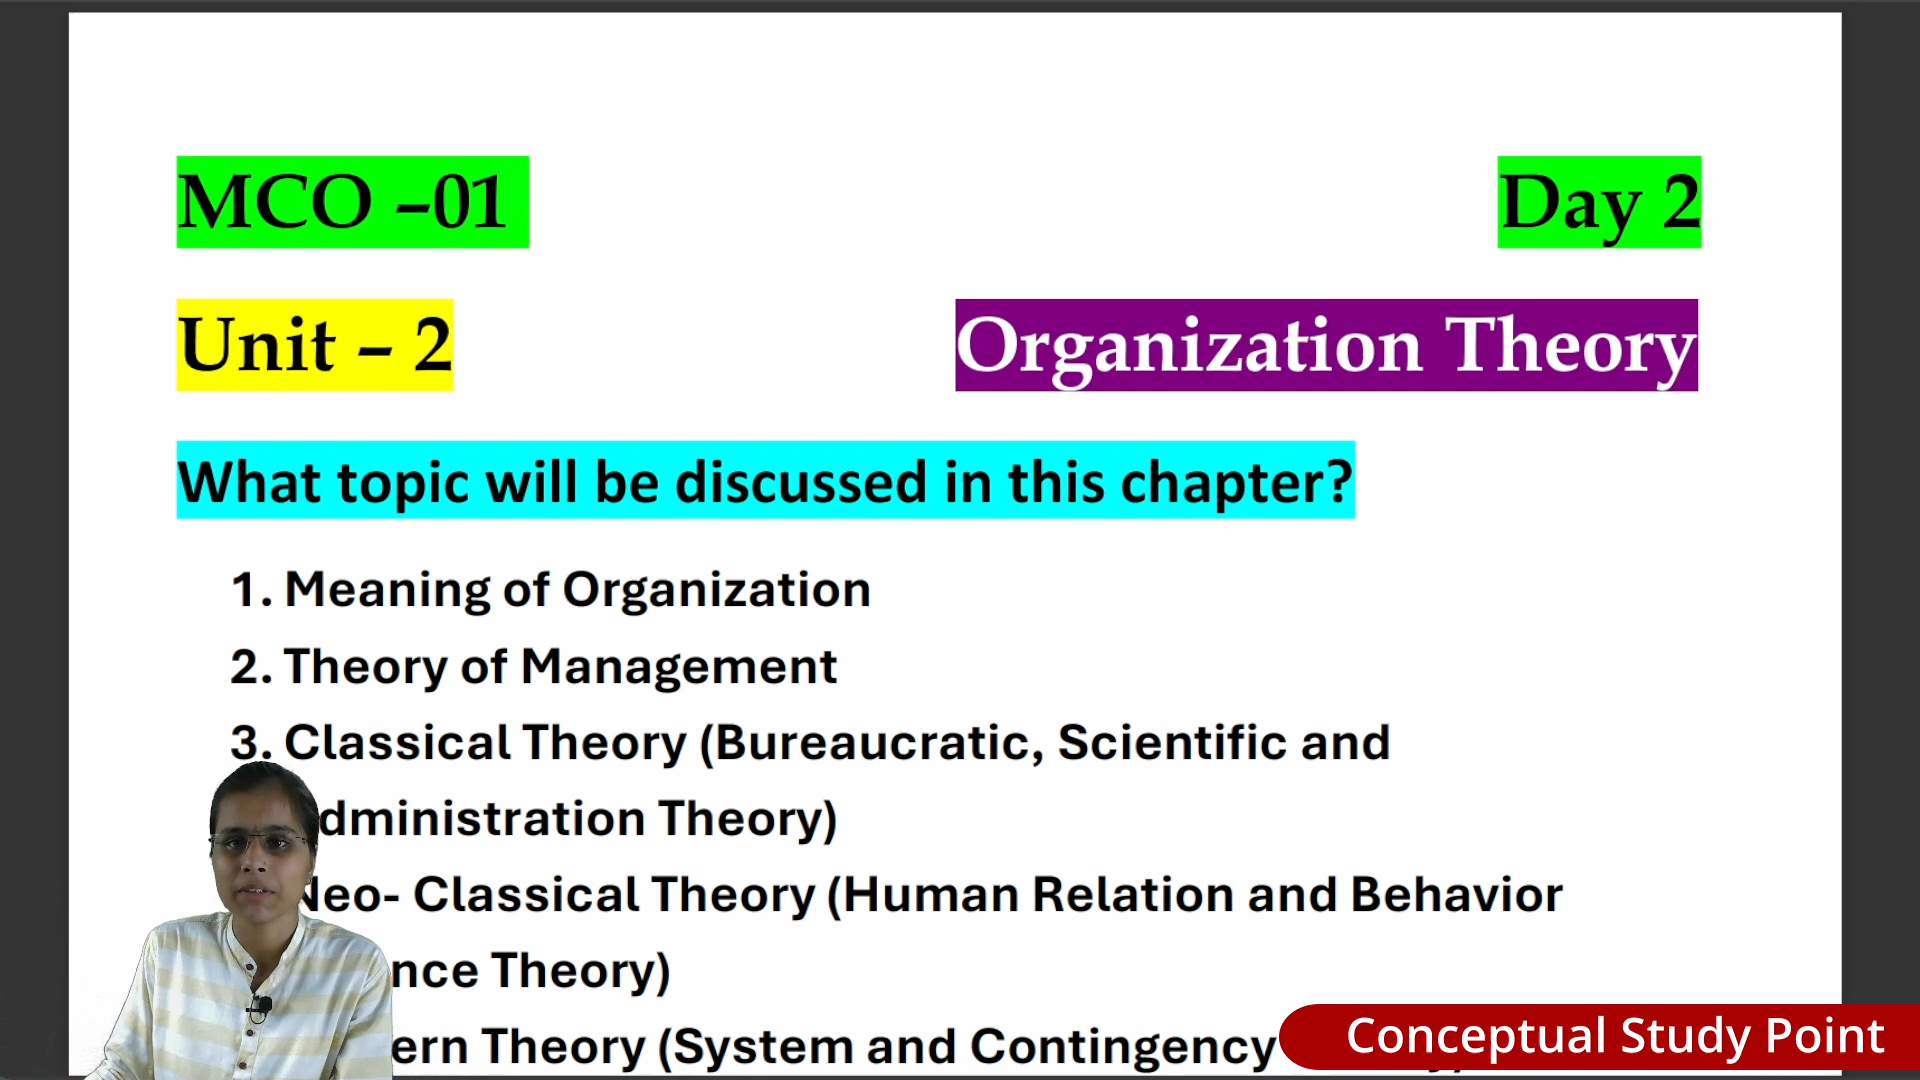 MCO –01
Day 2
Unit – 2
Organization Theory
What topic will be discussed in this chapter?
1. Meaning of Organization
2. Theory of Management
3. Classical Theory (Bureaucratic, Scientific and
dministration Theory)
Neo- Classical Theory (Human Relation and Behavior
nce Theory)
ern Theory (System and Contingency
Conceptual Study Point